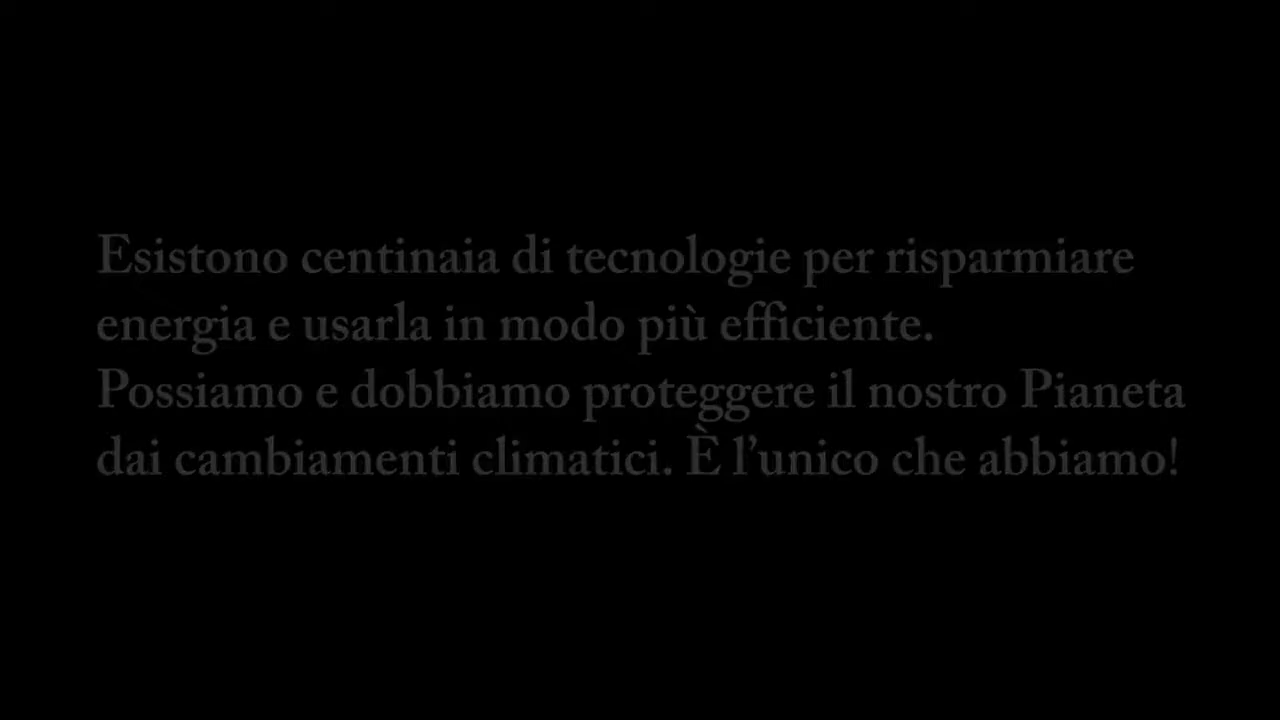 Esistono centinaia di tecnologie per risparmiare
energia e usarla in modo più efficiente.
Possiamo e dobbiamo proteggere il nostro Pianeta
dai cambiamenti climatici. È l’unico che abbiamo!